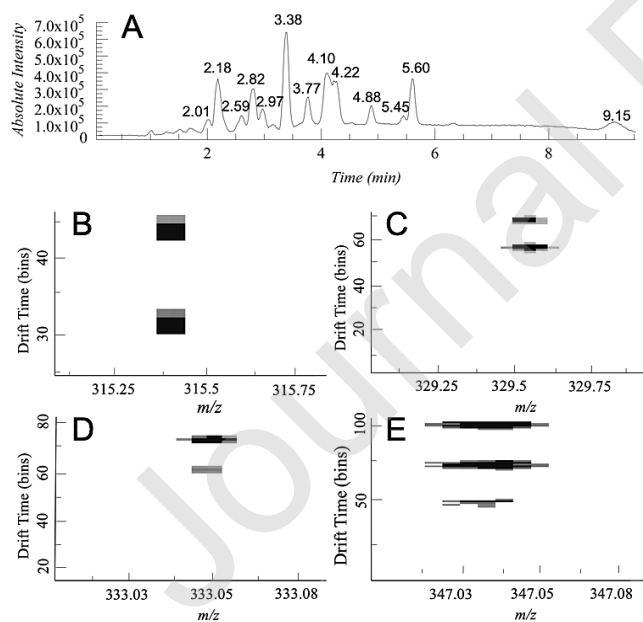 A
Absolute Intensity
7.0x10⁵
6.0x10⁵
5.0x10⁵
4.0x10⁵
3.0x10⁵
2.0x10⁵
1.0x10⁵
2.01
2.18
2.59
2.82
2.97
3.38
3.77
4.10
4.22
4.88
5.45
5.60
9.15
2 4 6 8
Time (min)
B
Drift Time (bins)
40
30
315.25 315.5 315.75
m/z
C
Drift Time (bins)
60
40
20
329.25 329.5 329.75
m/z
D
Drift Time (bins)
80
60
40
20
333.03 333.05 333.08
m/z
E
Drift Time (bins)
100
50
347.03 347.05 347.08
m/z
Journal